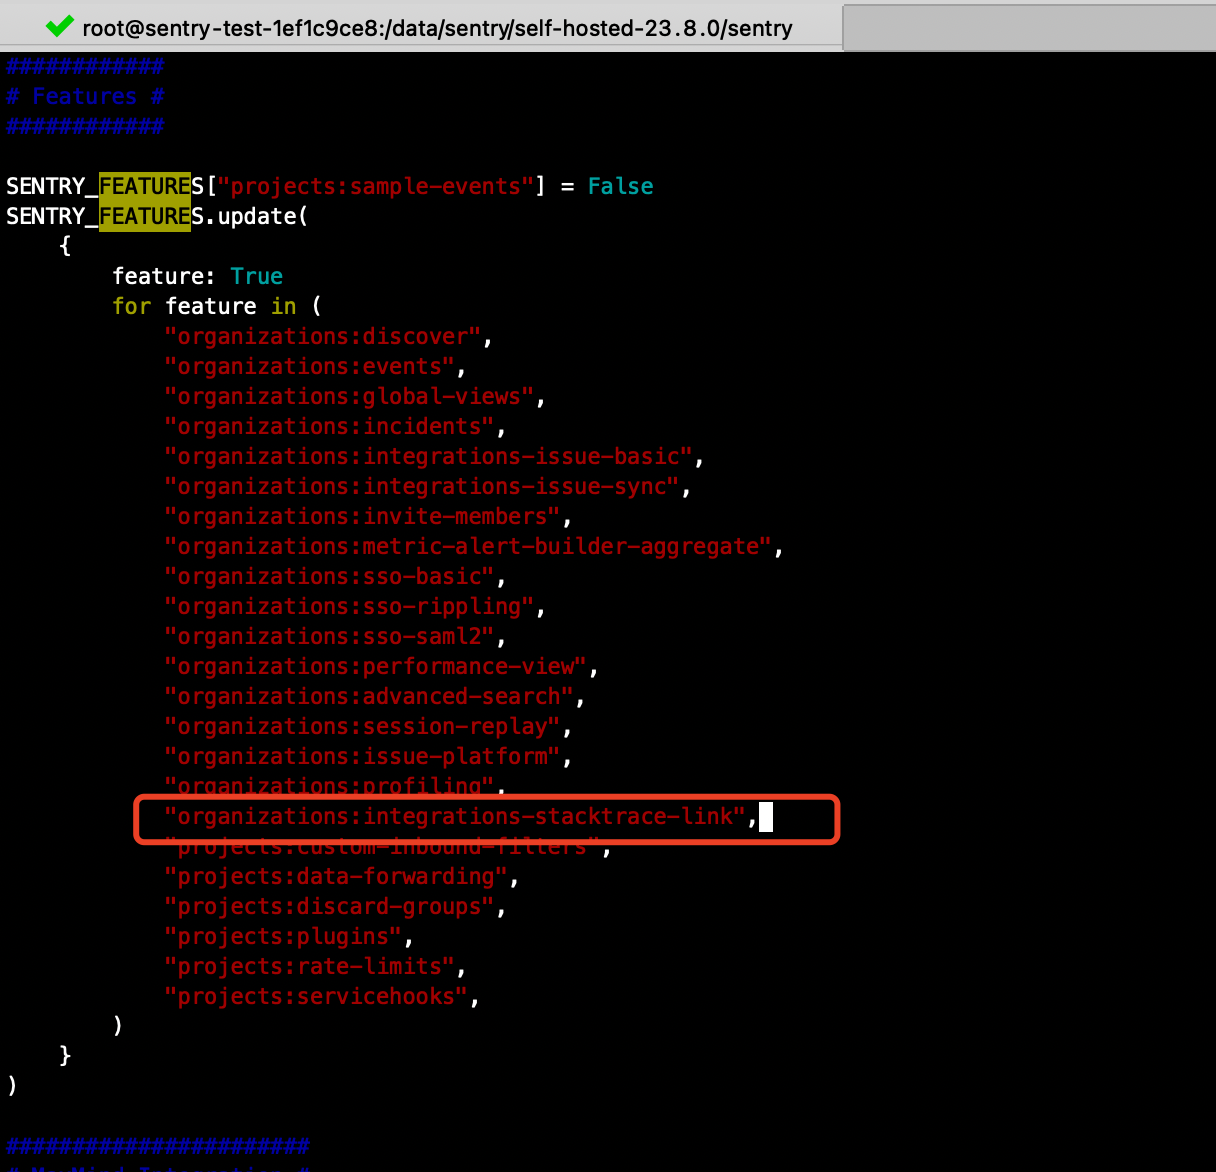 root@sentry-test-1ef1c9ce8:/data/sentry/self-hosted-23.8.0/sentry
############
# Features #
############
SENTRY_FEATURES["projects:sample-events"] = False
SENTRY_FEATURES.update(
    {
        feature: True
        for feature in (
            "organizations:discover",
            "organizations:events",
            "organizations:global-views",
            "organizations:incidents",
            "organizations:integrations-issue-basic",
            "organizations:integrations-issue-sync",
            "organizations:invite-members",
            "organizations:metric-alert-builder-aggregate",
            "organizations:sso-basic",
            "organizations:sso-rippling",
            "organizations:sso-saml2",
            "organizations:performance-view",
            "organizations:advanced-search",
            "organizations:session-replay",
            "organizations:issue-platform",
            "organizations:profiling",
            "organizations:integrations-stacktrace-link",
            "projects:custom-inbound-filters",
            "projects:data-forwarding",
            "projects:discard-groups",
            "projects:plugins",
            "projects:rate-limits",
            "projects:servicehooks",
        )
    }
)
#######################